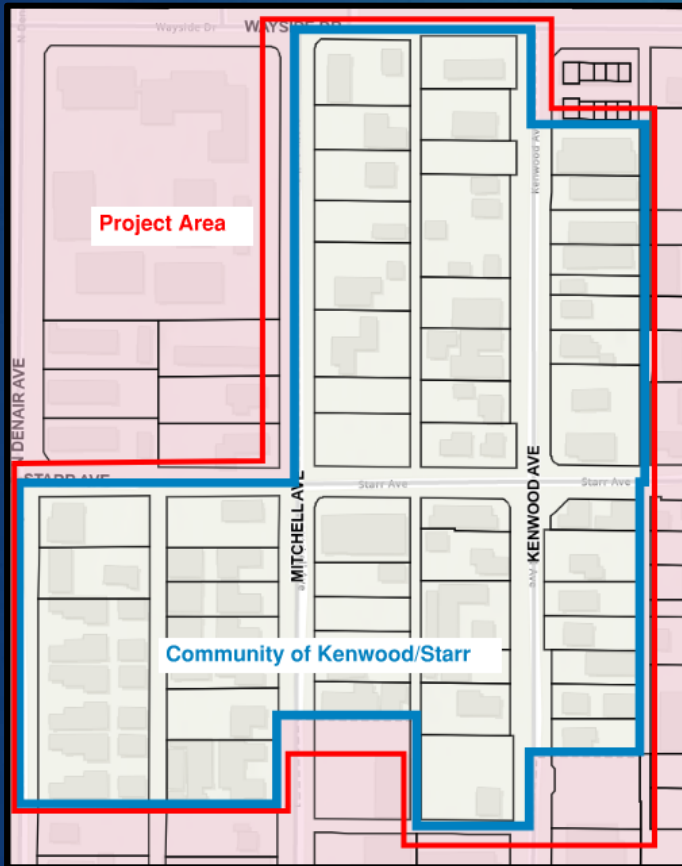 Wayside Dr
WAYSIDE DR
Kenwood Av
Project Area
N DENAIR AVE
STARR AVE
Starr Ave
Starr Ave
MITCHELL AVE
KENWOOD AVE
Ave
Community of Kenwood/Starr